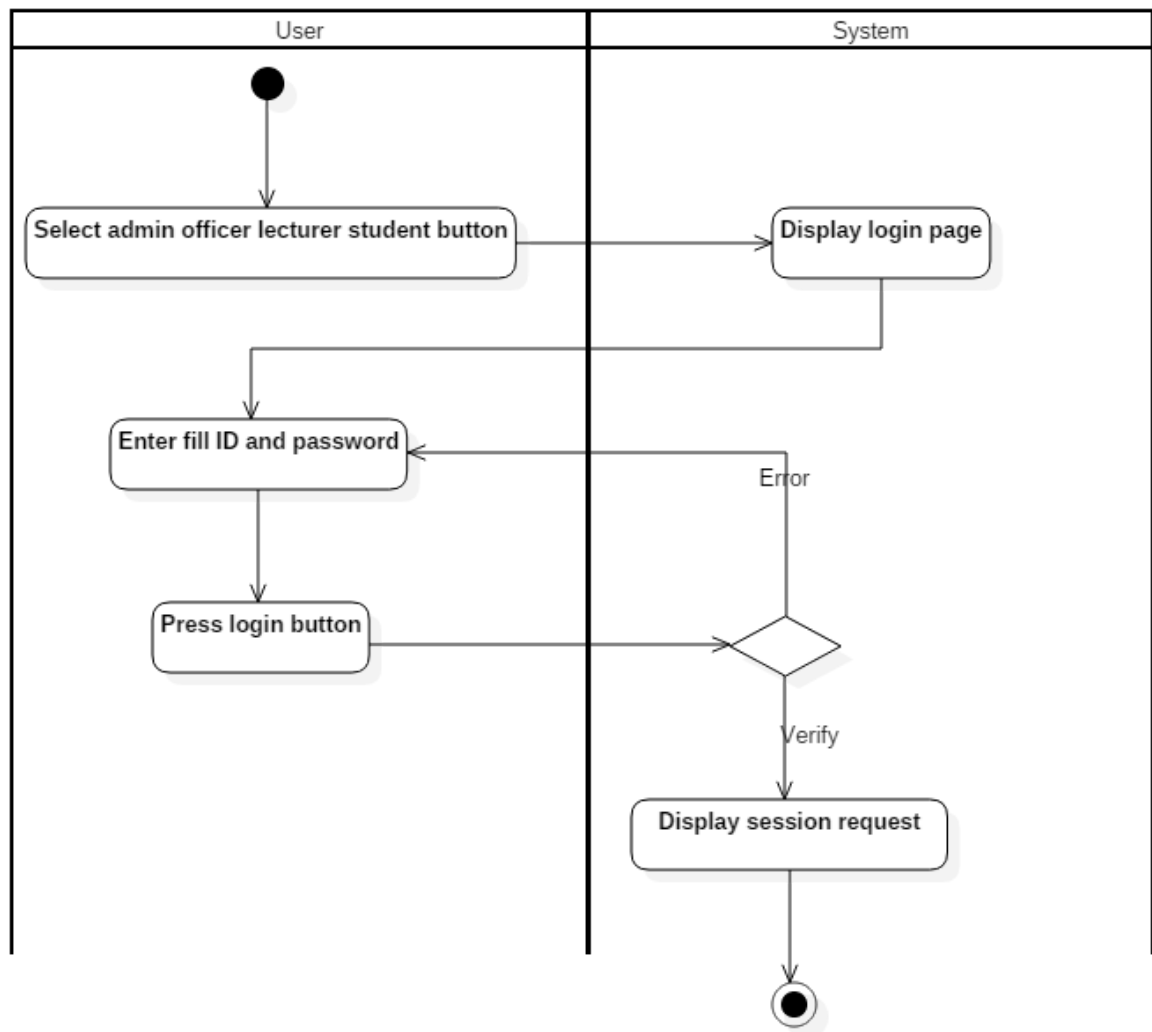 User
System
Select admin officer lecturer student button
Display login page
Enter fill ID and password
Error
Press login button
Verify
Display session request